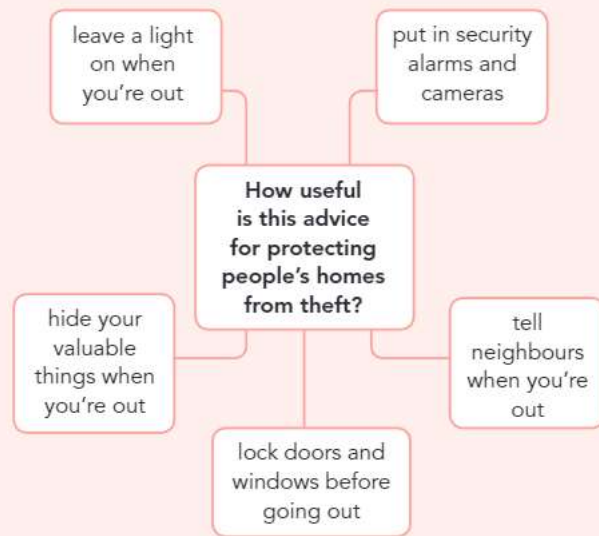 leave a light
on when
you're out
put in security
alarms and
cameras
How useful
is this advice
for protecting
people's homes
from theft?
hide your
valuable
things when
you're out
tell
neighbours
when you're
out
lock doors and
windows before
going out